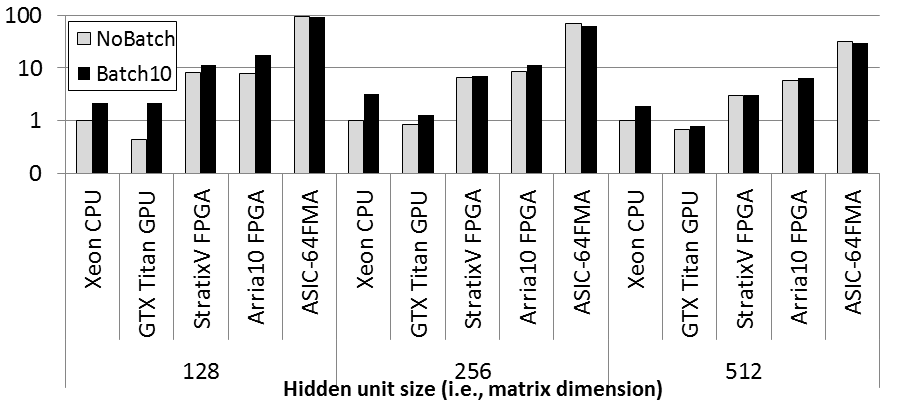 100
10
1
0
NoBatch
Batch10
Xeon CPU
GTX Titan GPU
StratixV FPGA
Arria10 FPGA
ASIC-64FMA
Xeon CPU
GTX Titan GPU
StratixV FPGA
Arria10 FPGA
ASIC-64FMA
Xeon CPU
GTX Titan GPU
StratixV FPGA
Arria10 FPGA
ASIC-64FMA
128
256
512
Hidden unit size (i.e., matrix dimension)